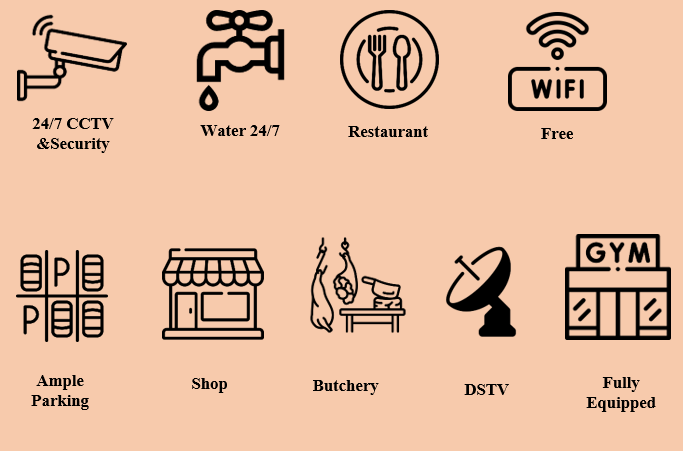 WIFI
24/7 CCTV
&Security
Water 24/7
Restaurant
Free
P
P
GYM
Ample
Parking
Shop
Butchery
DSTV
Fully
Equipped